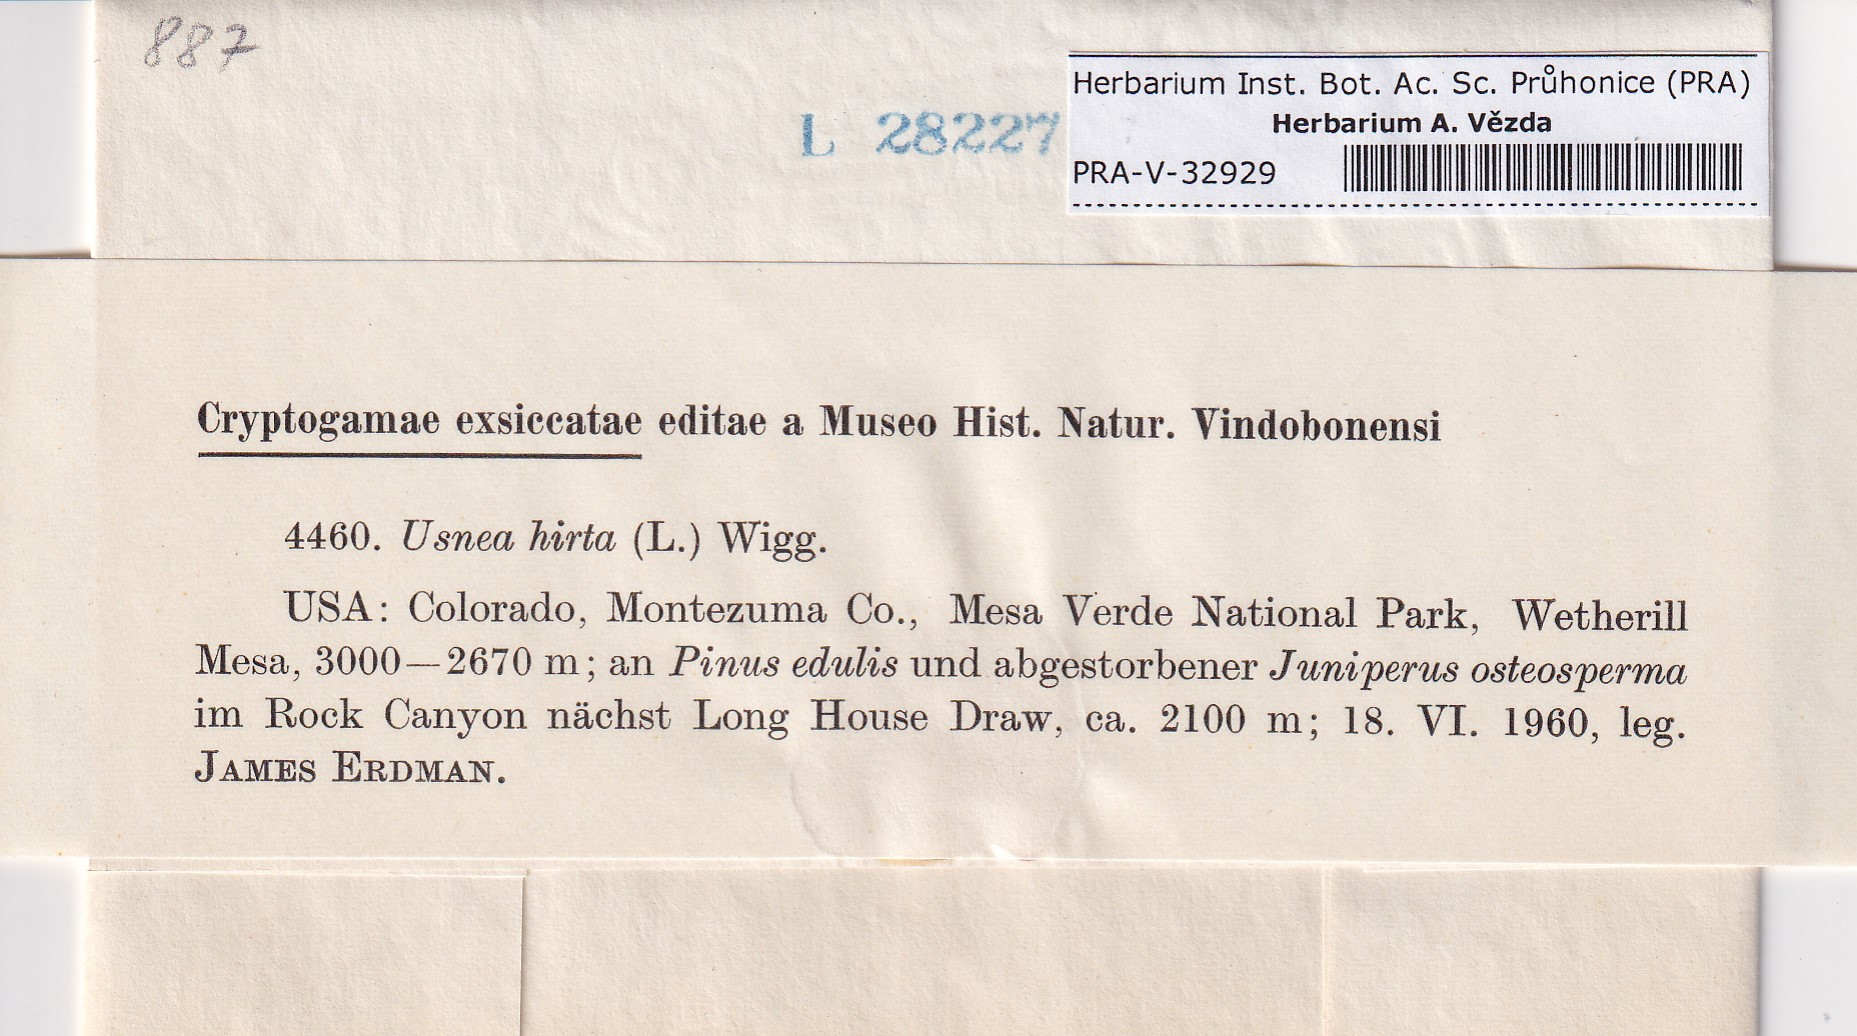 887
L 28227
Herbarium Inst. Bot. Ac. Sc. Průhonice (PRA)
Herbarium A. Vězda
PRA-V-32929
Cryptogamae exsiccatae editae a Museo Hist. Natur. Vindobonensi
4460. Usnea hirta (L.) Wigg.
USA: Colorado, Montezuma Co., Mesa Verde National Park, Wetherill
Mesa, 3000—2670 m; an Pinus edulis und abgestorbener Juniperus osteosperma
im Rock Canyon nächst Long House Draw, ca. 2100 m; 18. VI. 1960, leg.
JAMES ERDMAN.